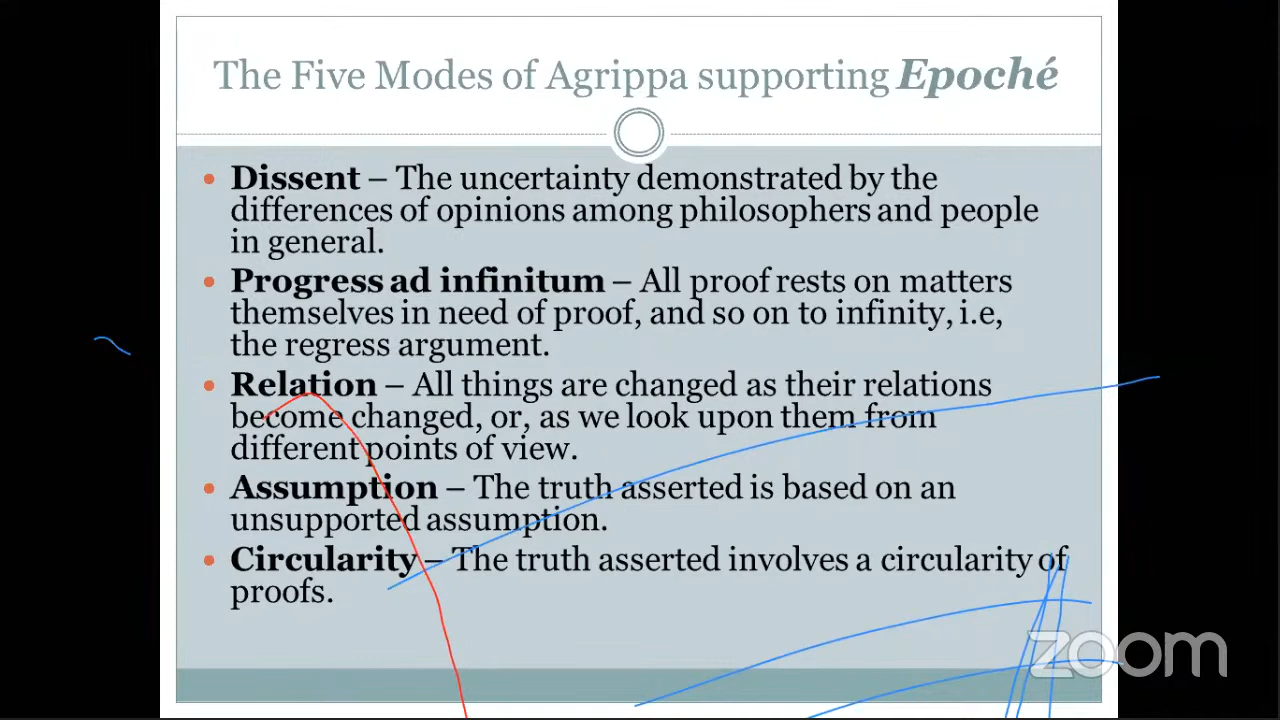 The Five Modes of Agrippa supporting Epoché
Dissent – The uncertainty demonstrated by the
differences of opinions among philosophers and people
in general.
Progress ad infinitum – All proof rests on matters
themselves in need of proof, and so on to infinity, i.e,
the regress argument.
Relation – All things are changed as their relations
become changed, or, as we look upon them from
different points of view.
Assumption – The truth asserted is based on an
unsupported assumption.
Circularity – The truth asserted involves a circularity of
proofs.
zoom